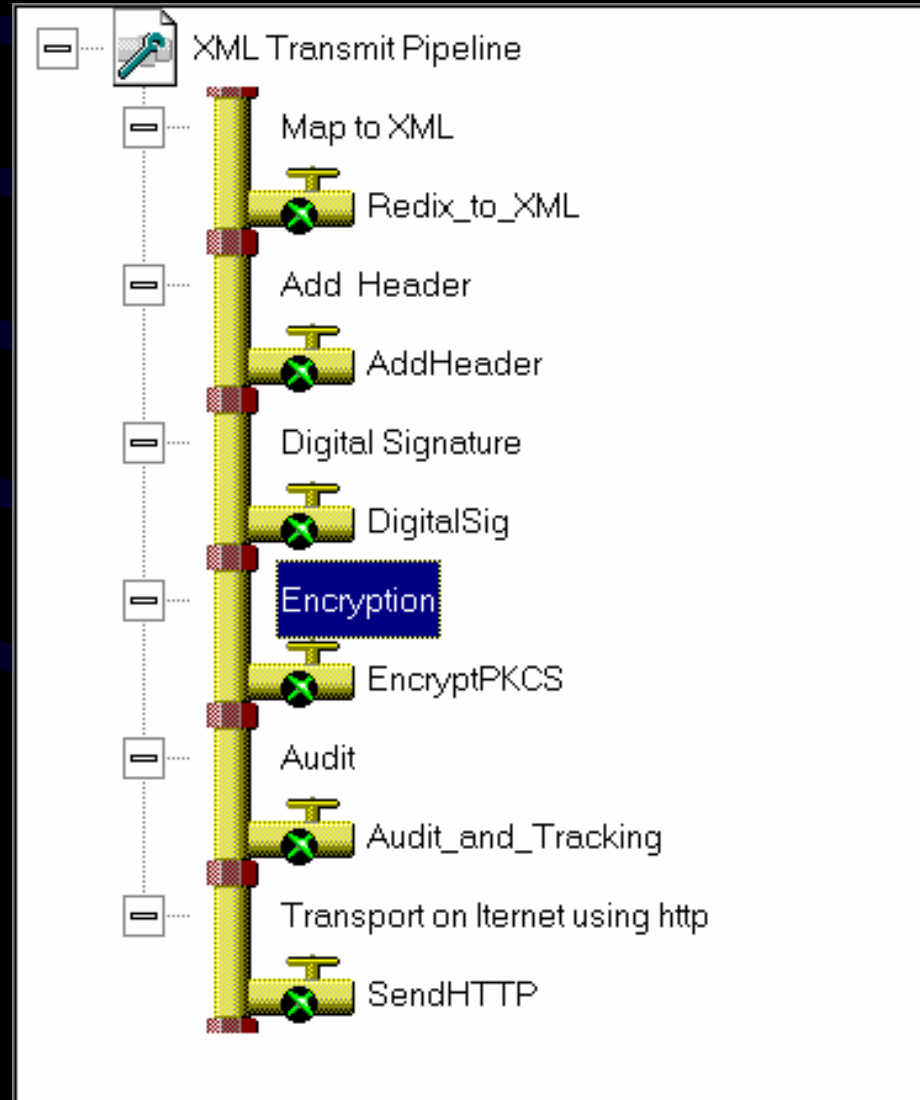 XML Transmit Pipeline
Map to XML
Redix_to_XML
Add Header
AddHeader
Digital Signature
DigitalSig
Encryption
EncryptPKCS
Audit
Audit_and_Tracking
Transport on Iternet using http
SendHTTP